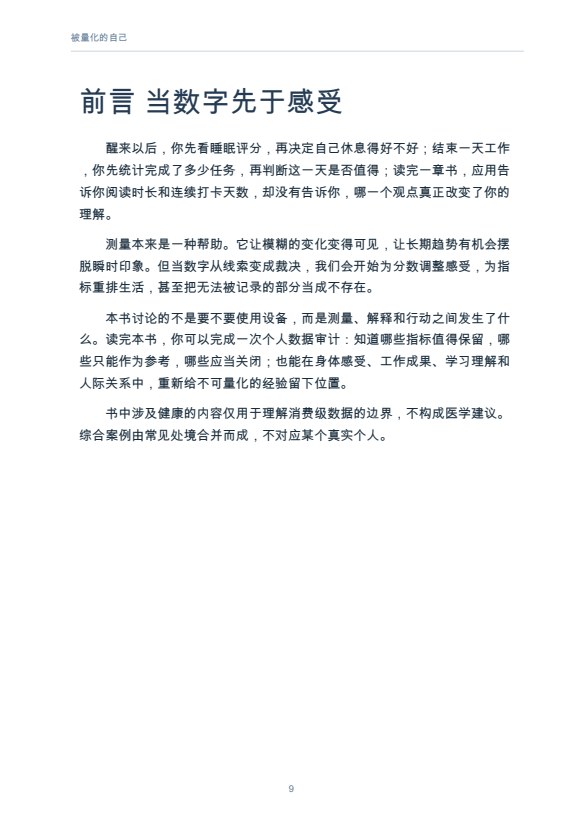 被量化的自己
前言 当数字先于感受
醒来以后，你先看睡眠评分，再决定自己休息得好不好；结束一天工作
，你先统计完成了多少任务，再判断这一天是否值得；读完一章书，应用告
诉你阅读时长和连续打卡天数，却没有告诉你，哪一个观点真正改变了你的
理解。
测量本来是一种帮助。它让模糊的变化变得可见，让长期趋势有机会摆
脱瞬时印象。但当数字从线索变成裁决，我们会开始为分数调整感受，为指
标重排生活，甚至把无法被记录的部分当成不存在。
本书讨论的不是要不要使用设备，而是测量、解释和行动之间发生了什
么。读完本书，你可以完成一次个人数据审计：知道哪些指标值得保留，哪
些只能作为参考，哪些应当关闭；也能在身体感受、工作成果、学习理解和
人际关系中，重新给不可量化的经验留下位置。
书中涉及健康的内容仅用于理解消费级数据的边界，不构成医学建议。
综合案例由常见处境合并而成，不对应某个真实个人。
9